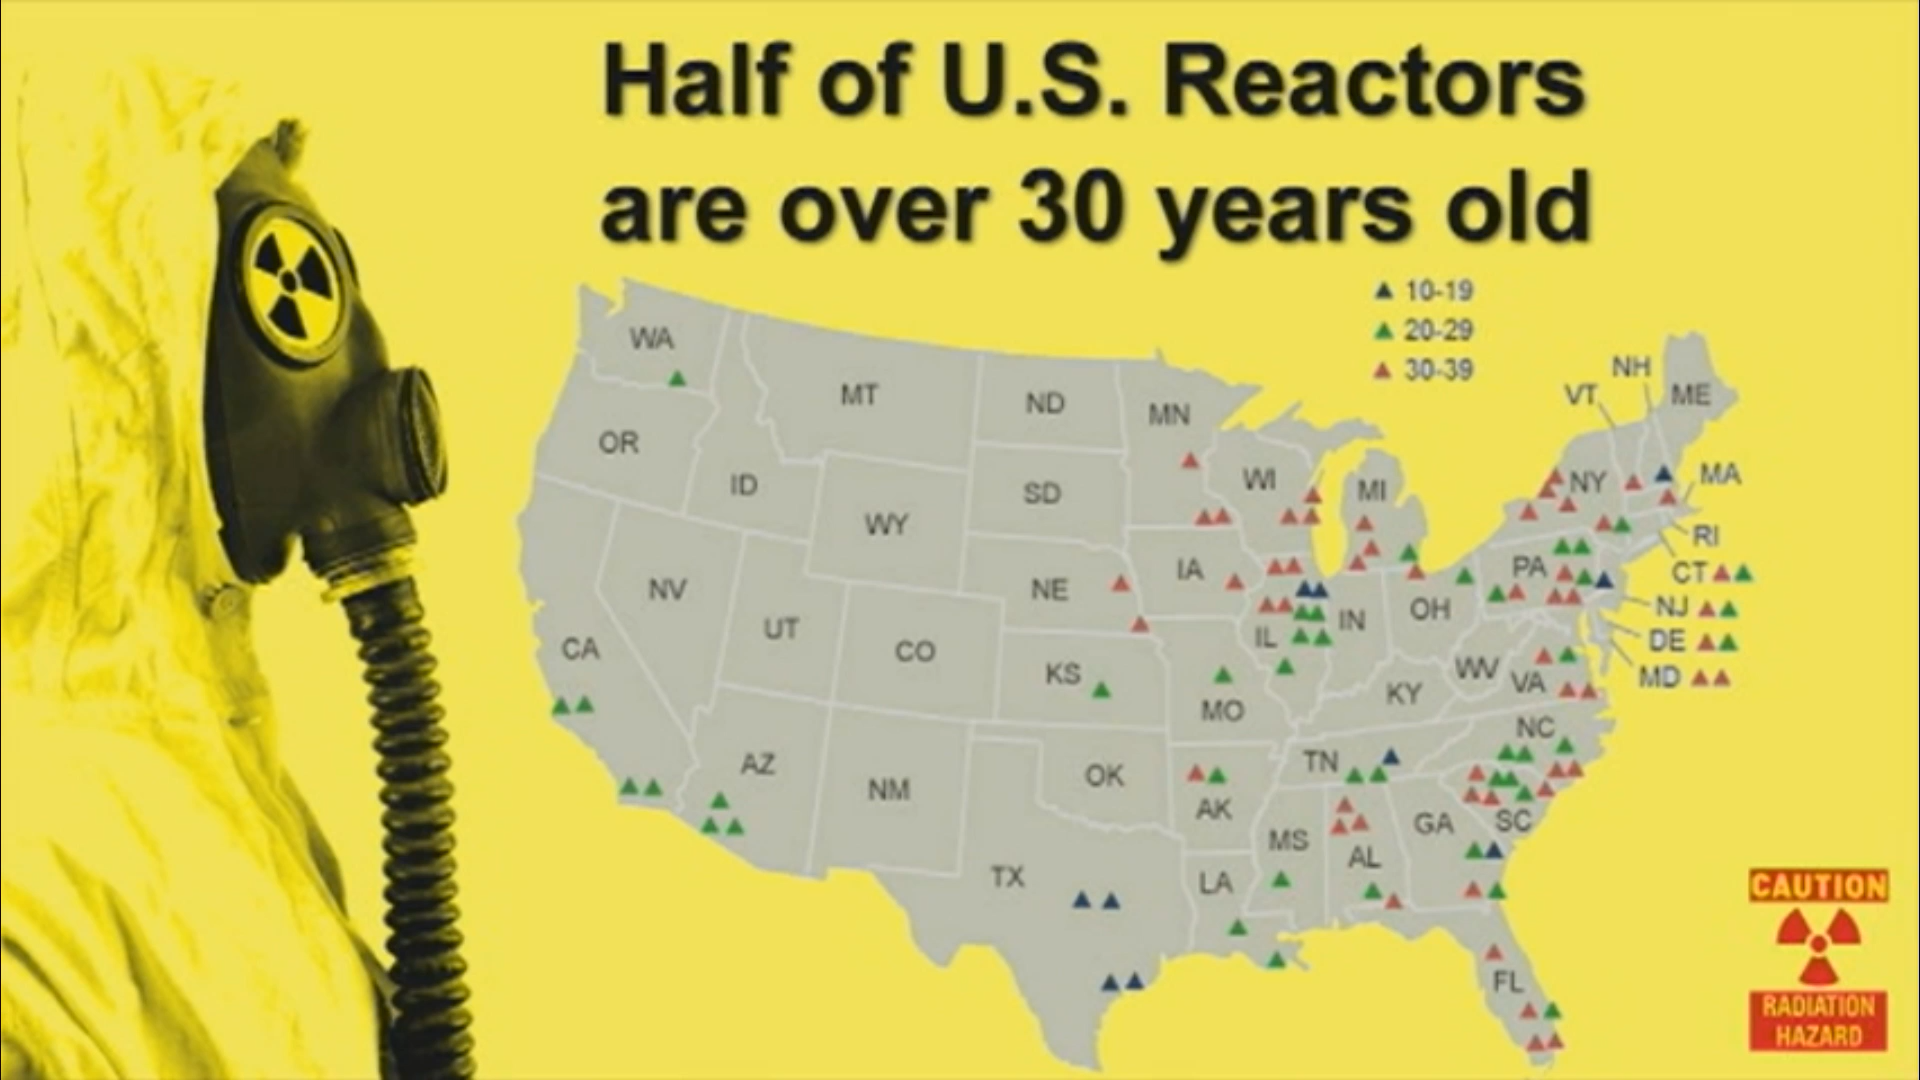 Half of U.S. Reactors
are over 30 years old
10-19
20-29
30-39
WA
MT
ND
MN
OR
ID
SD
WI
MI
WY
NY
VT
NH
ME
MA
RI
CT
NJ
DE
MD
NV
UT
CO
NE
IA
IL
IN
OH
PA
CA
KS
MO
KY
WV
VA
AZ
NM
OK
AK
TN
NC
SC
TX
LA
MS
AL
GA
FL
CAUTION
RADIATION
HAZARD